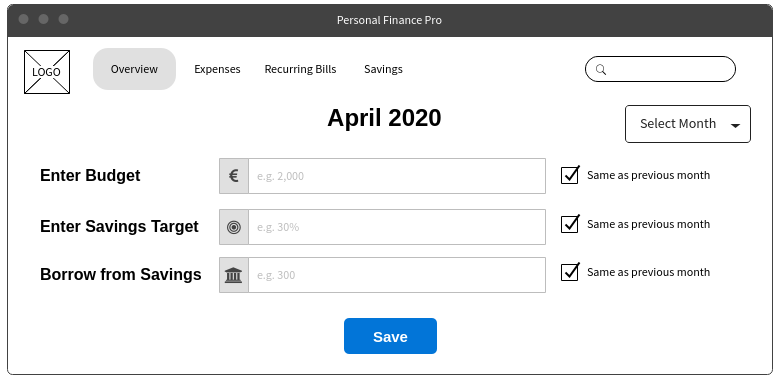 Personal Finance Pro
LOGO
Overview
Expenses
Recurring Bills
Savings
April 2020
Select Month
Enter Budget
€
e.g. 2,000
Same as previous month
Enter Savings Target
e.g. 30%
Same as previous month
Borrow from Savings
e.g. 300
Same as previous month
Save